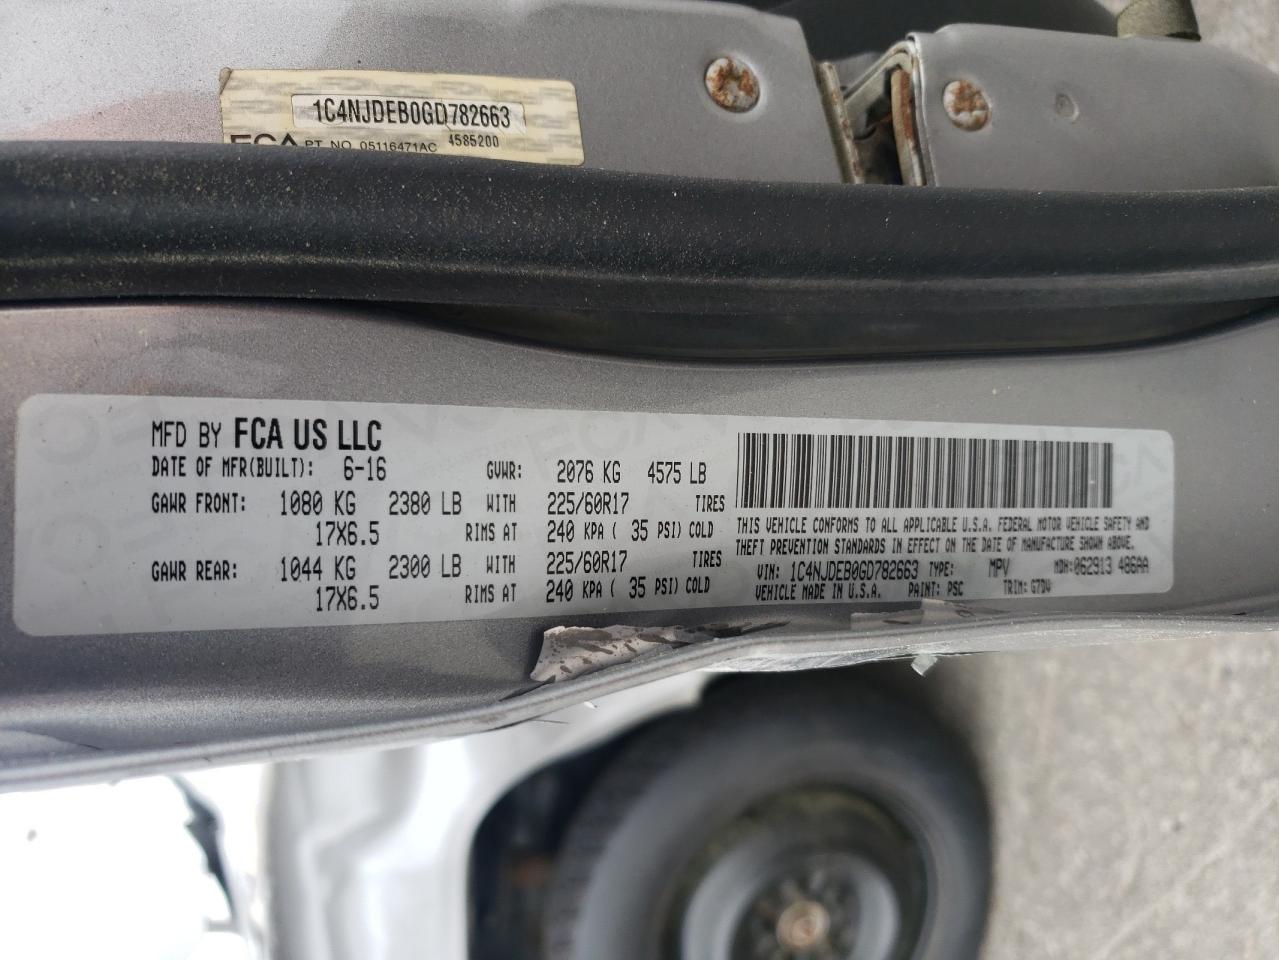 1C4NJDEB0GD782663
FCA PT NO 05116471AC 4585200
MFD BY FCA US LLC
DATE OF MFR(BUILT): 6-16 GVWR: 2076 KG 4575 LB
GAWR FRONT: 1080 KG 2380 LB WITH 225/60R17 TIRES
17X6.5 RIMS AT 240 KPA ( 35 PSI) COLD
GAWR REAR: 1044 KG 2300 LB WITH 225/60R17 TIRES
17X6.5 RIMS AT 240 KPA ( 35 PSI) COLD
THIS VEHICLE CONFORMS TO ALL APPLICABLE U.S.A. FEDERAL MOTOR VEHICLE SAFETY AND
THEFT PREVENTION STANDARDS IN EFFECT ON THE DATE OF MANUFACTURE SHOWN ABOVE.
VIN: 1C4NJDEB0GD782663 TYPE: MPV MDH: 062913 486AA
VEHICLE MADE IN U.S.A. PAINT: PSC TRIM: G7DV